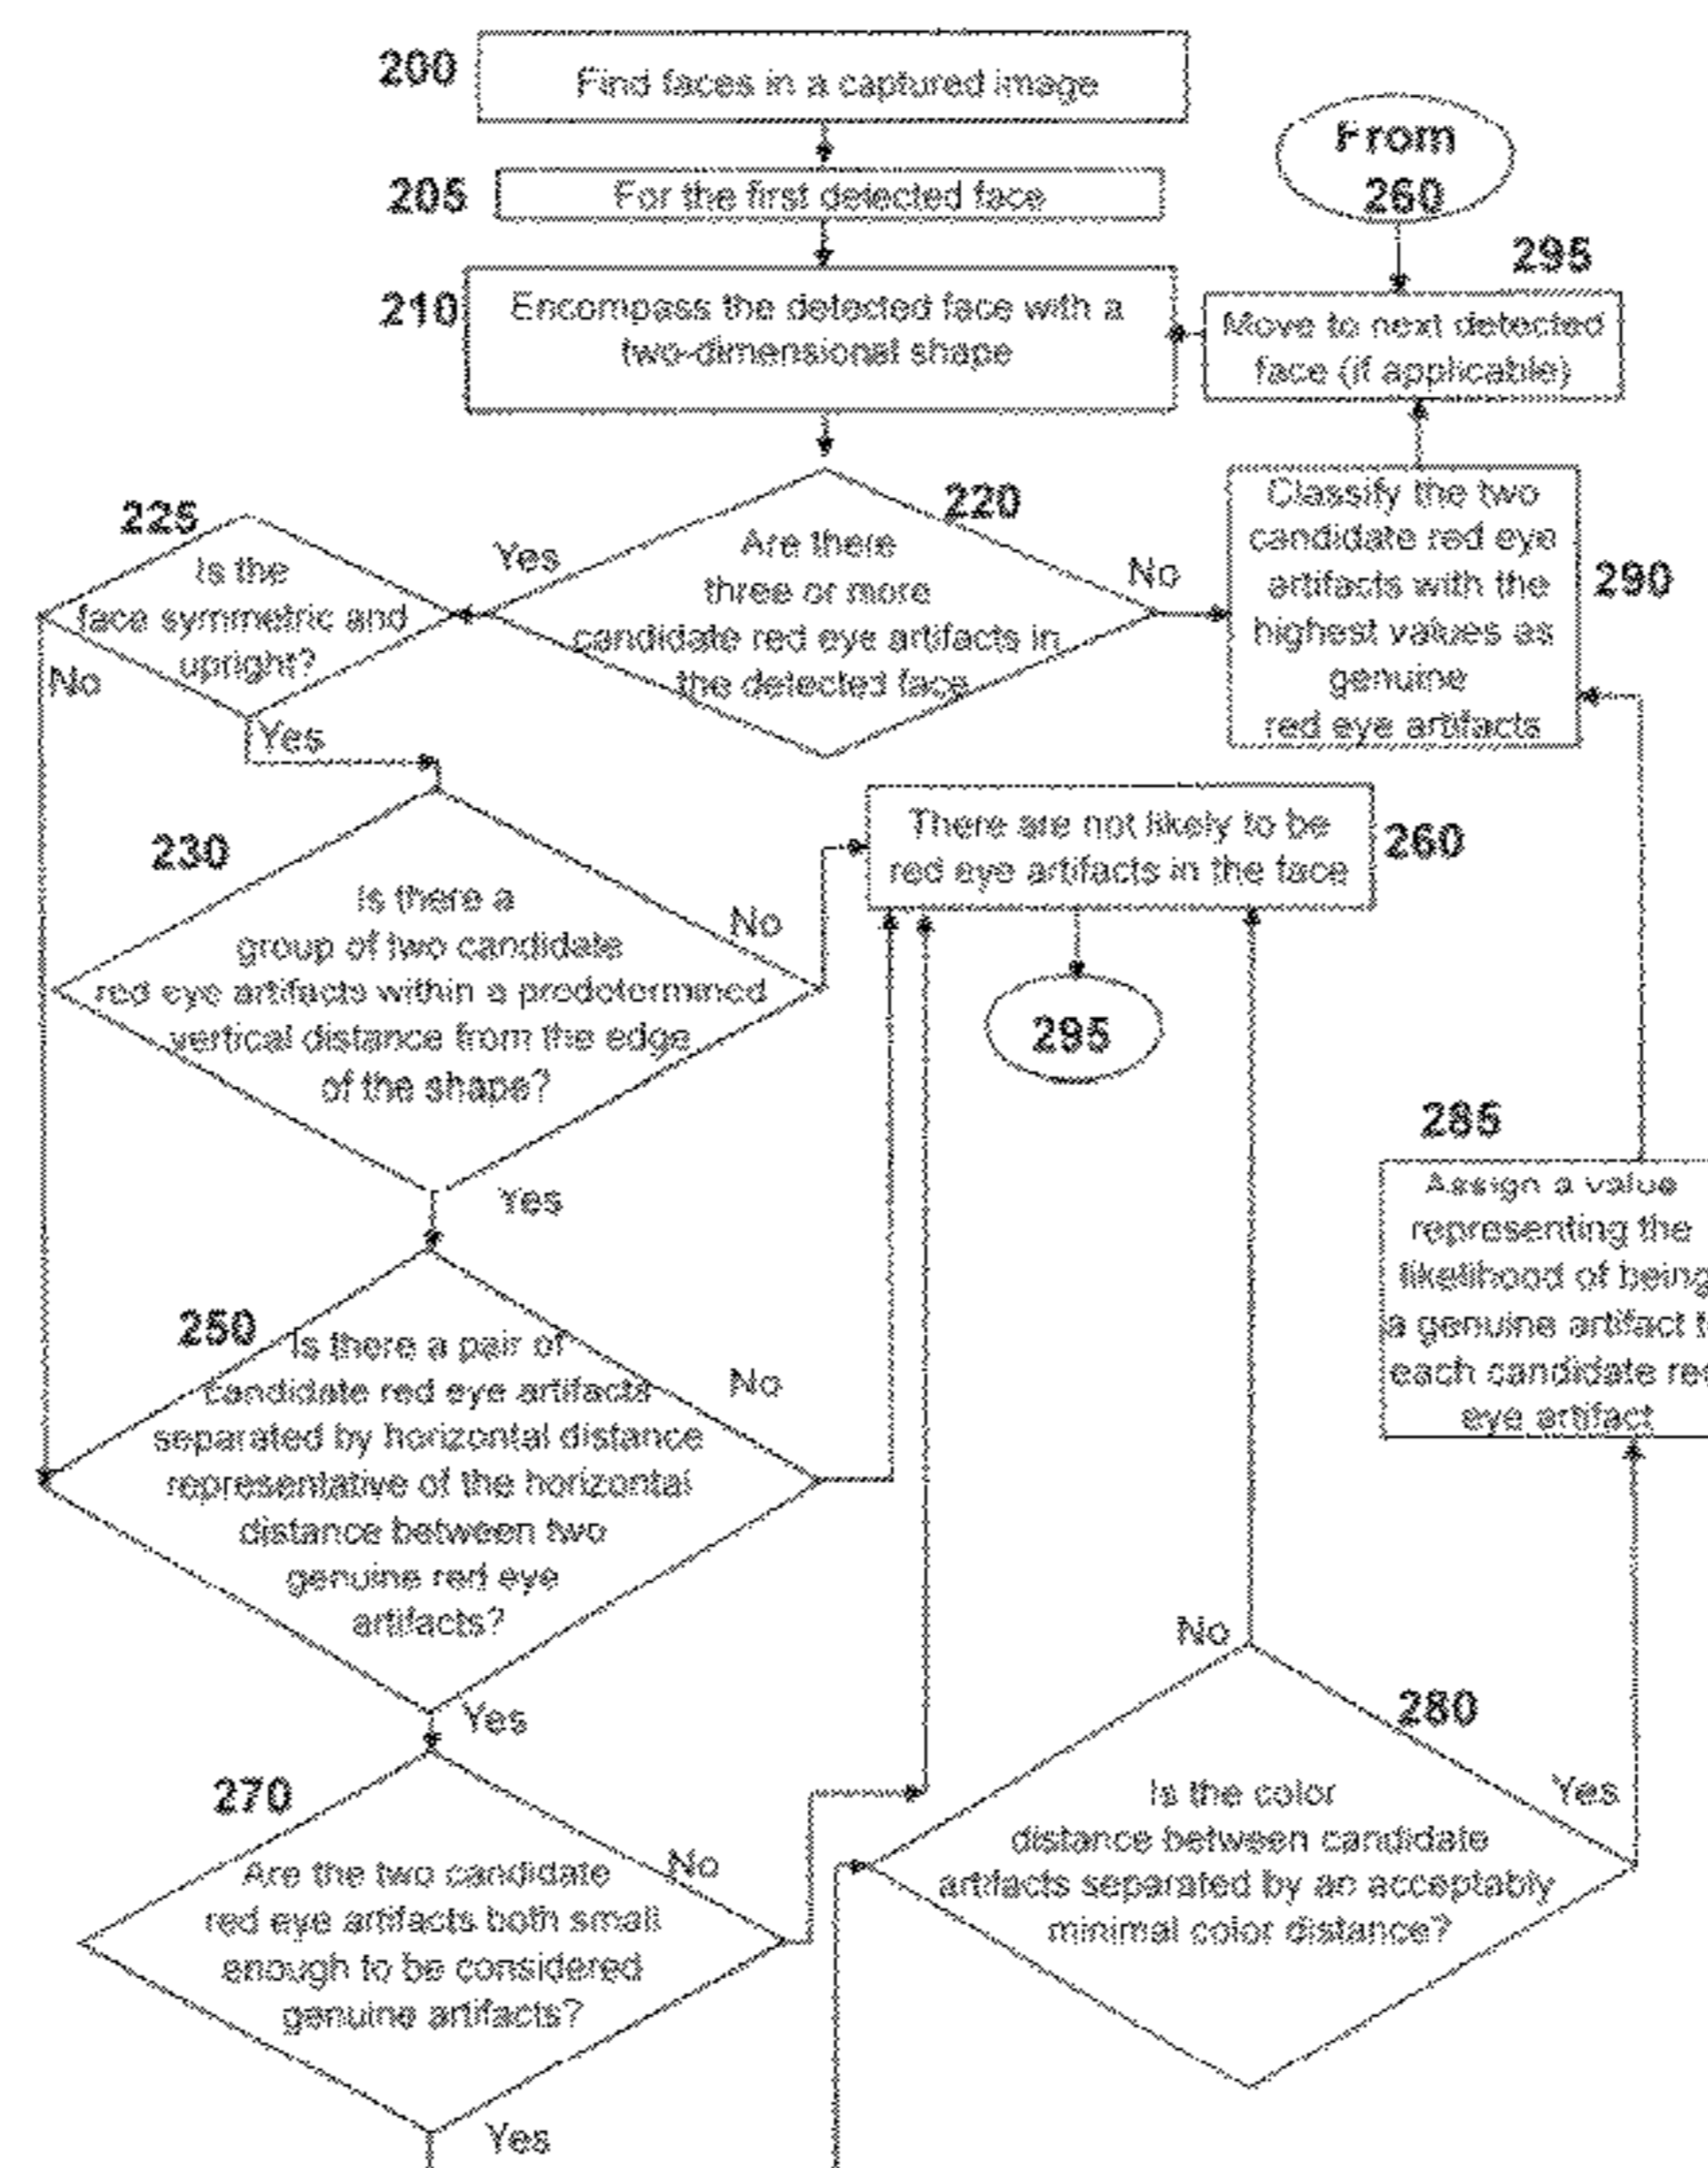 200
Find faces in a captured image
205
For the first detected face
From
260
295
210
Encompass the detected face with a
two-dimensional shape
Move to next detected
face (if applicable)
225
Is the
face symmetric and
upright?
Yes
No
Yes
220
Are there
three or more
candidate red eye artifacts in
the detected face
No
Classify the two
candidate red eye
artifacts with the
highest values as
genuine
red eye artifacts
290
230
Is there a
group of two candidate
red eye artifacts within a predetermined
vertical distance from the edge
of the shape?
No
Yes
There are not likely to be
red eye artifacts in the face
260
295
285
Assign a value
representing the
likelihood of being
a genuine artifact t
each candidate re
eye artifact
250
Is there a pair of
candidate red eye artifacts
separated by horizontal distance
representative of the horizontal
distance between two
genuine red eye
artifacts?
No
Yes
270
Are the two candidate
red eye artifacts both small
enough to be considered
genuine artifacts?
No
Yes
No
280
Is the color
distance between candidate
artifacts separated by an acceptably
minimal color distance?
Yes